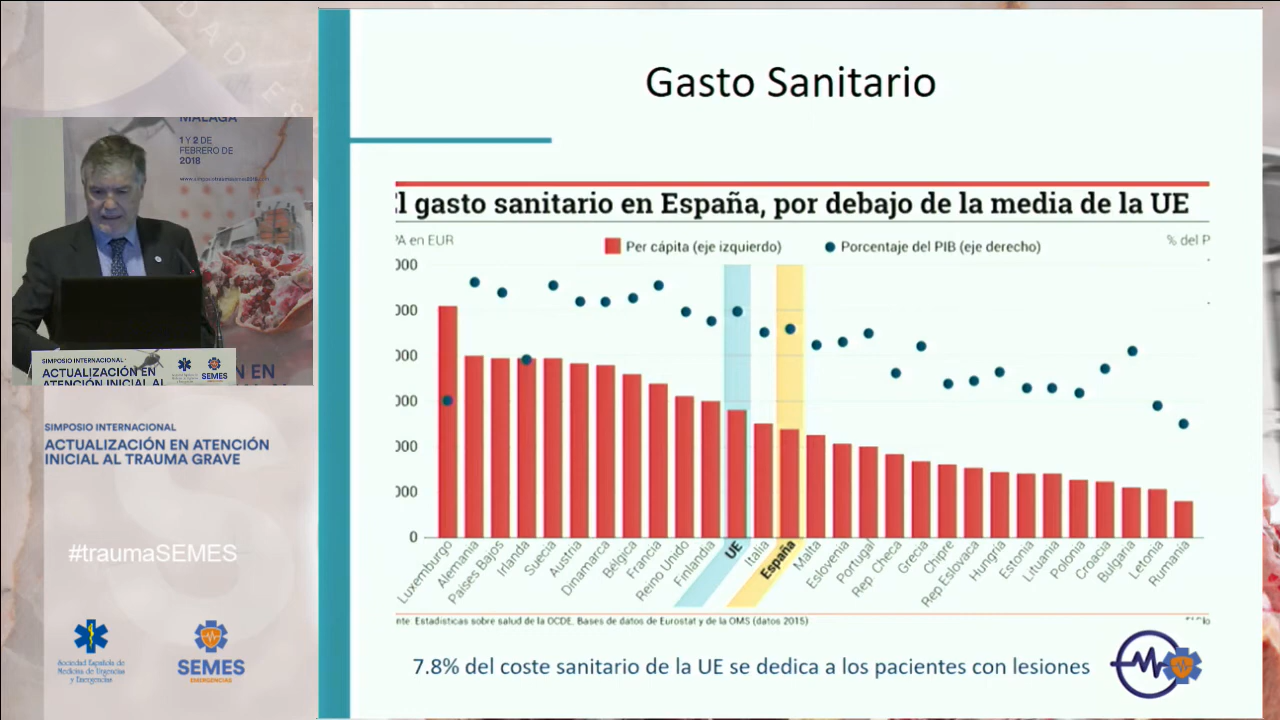 Gasto Sanitario
El gasto sanitario en España, por debajo de la media de la UE
PA en EUR
Per cápita (eje izquierdo)
Porcentaje del PIB (eje derecho)
% del P
000
000
000
000
000
000
0
Luxemburgo
Alemania
Países Bajos
Irlanda
Suecia
Austria
Dinamarca
Bélgica
Francia
Reino Unido
Finlandia
UE
Italia
España
Malta
Eslovenia
Portugal
Rep Checa
Grecia
Chipre
Rep Eslovaca
Hungria
Estonia
Lituania
Polonia
Croacia
Bulgaria
Letonia
Rumania
nte Estadísticas sobre salud de la OCDE, Bases de datos de Eurostat y de la OMS (datos 2015)
7.8% del coste sanitario de la UE se dedica a los pacientes con lesiones
MÁLAGA
1 Y 2 DE
FEBRERO DE
2018
SIMPOSIO INTERNACIONAL
ACTUALIZACIÓN EN
ATENCIÓN INICIAL AL
SEMES
N EN
SIMPOSIO INTERNACIONAL
ACTUALIZACIÓN EN ATENCIÓN
INICIAL AL TRAUMA GRAVE
#traumaSEMES
Sociedad Española de
Medicina de Urgencias
y Emergencias
SEMES
EMERGENCIAS